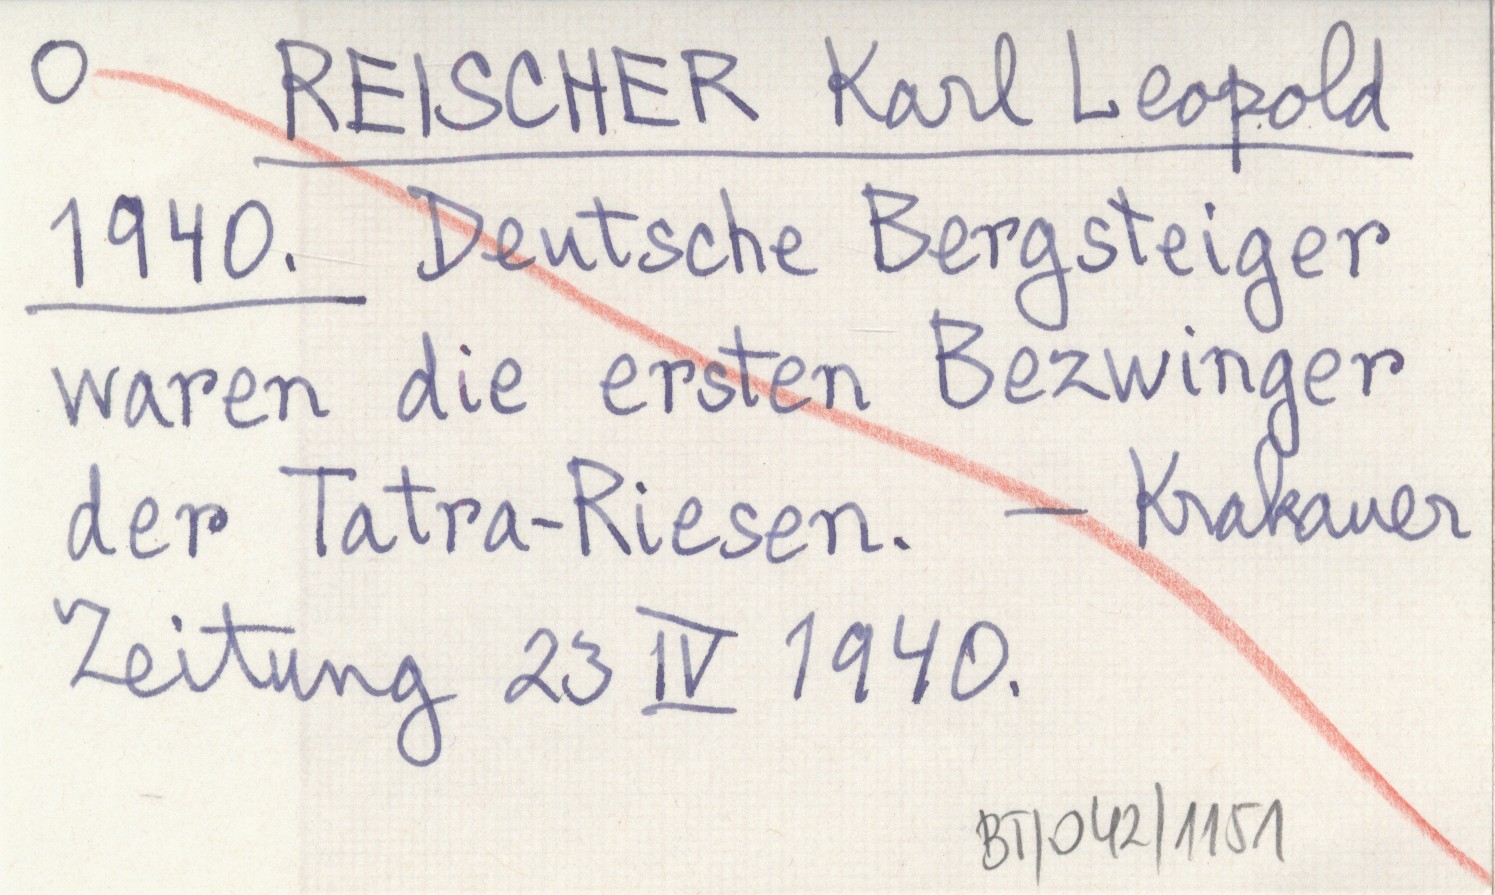 O REISCHER Karl Leopold
1940. Deutsche Bergsteiger
waren die ersten Bezwinger
der Tatra-Riesen. — Krakauer
Zeitung 23 IV 1940.
BT/042/1151